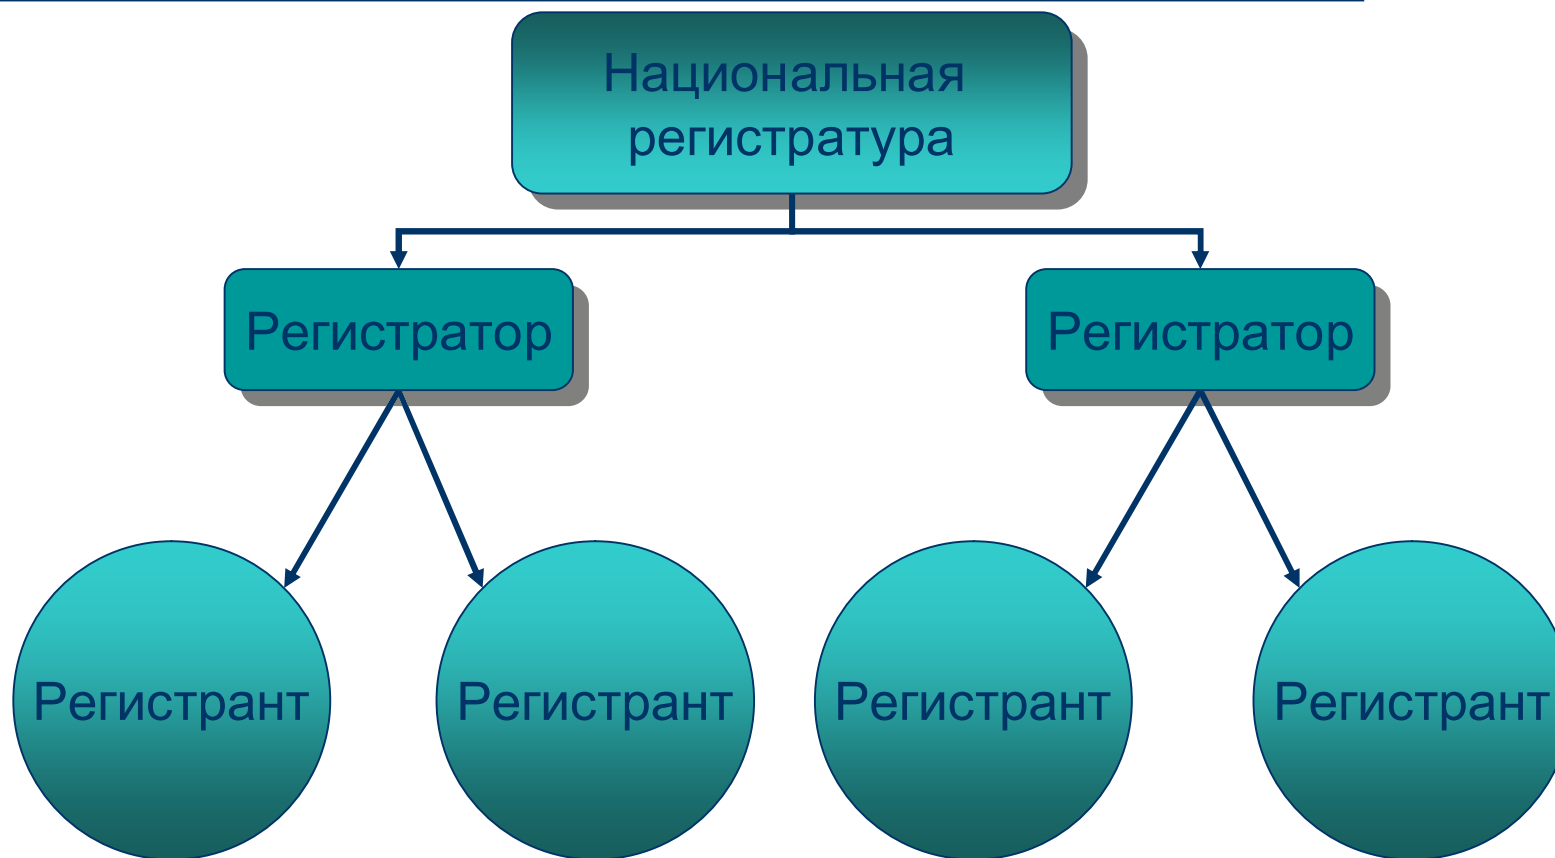 Национальная
регистратура
Регистратор
Регистратор
Регистрант
Регистрант
Регистрант
Регистрант